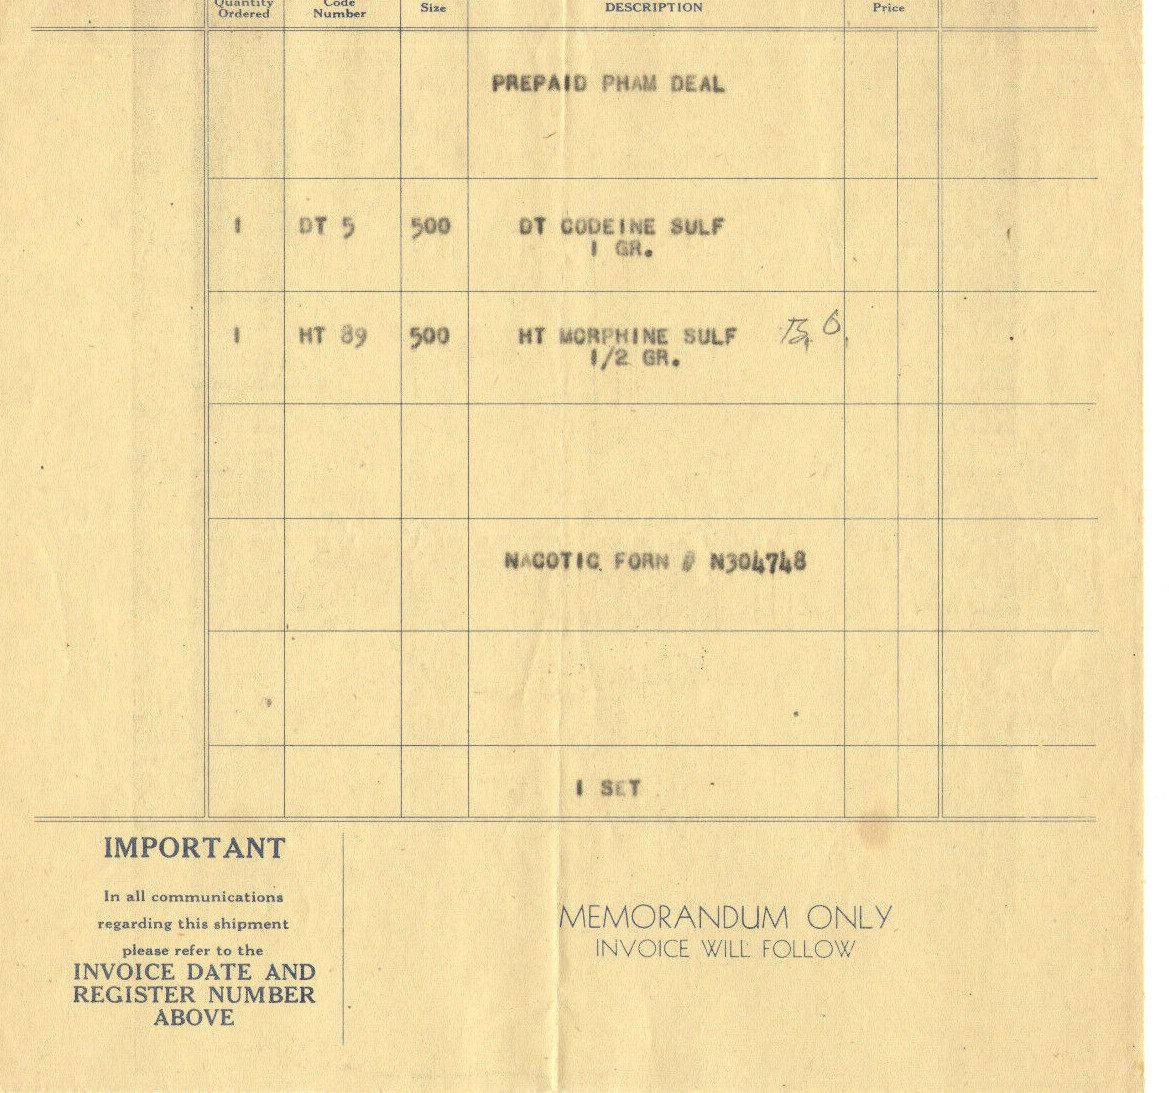 Quantity Ordered Code Number Size DESCRIPTION Price
PREPAID PHAM DEAL
1 DT 5 500 DT CODEINE SULF
1 GR.
1 HT 89 500 HT MORPHINE SULF
1/2 GR.
NACOTIC FORN # N304748
1 SET
IMPORTANT
In all communications
regarding this shipment
please refer to the
INVOICE DATE AND
REGISTER NUMBER
ABOVE
MEMORANDUM ONLY
INVOICE WILL FOLLOW